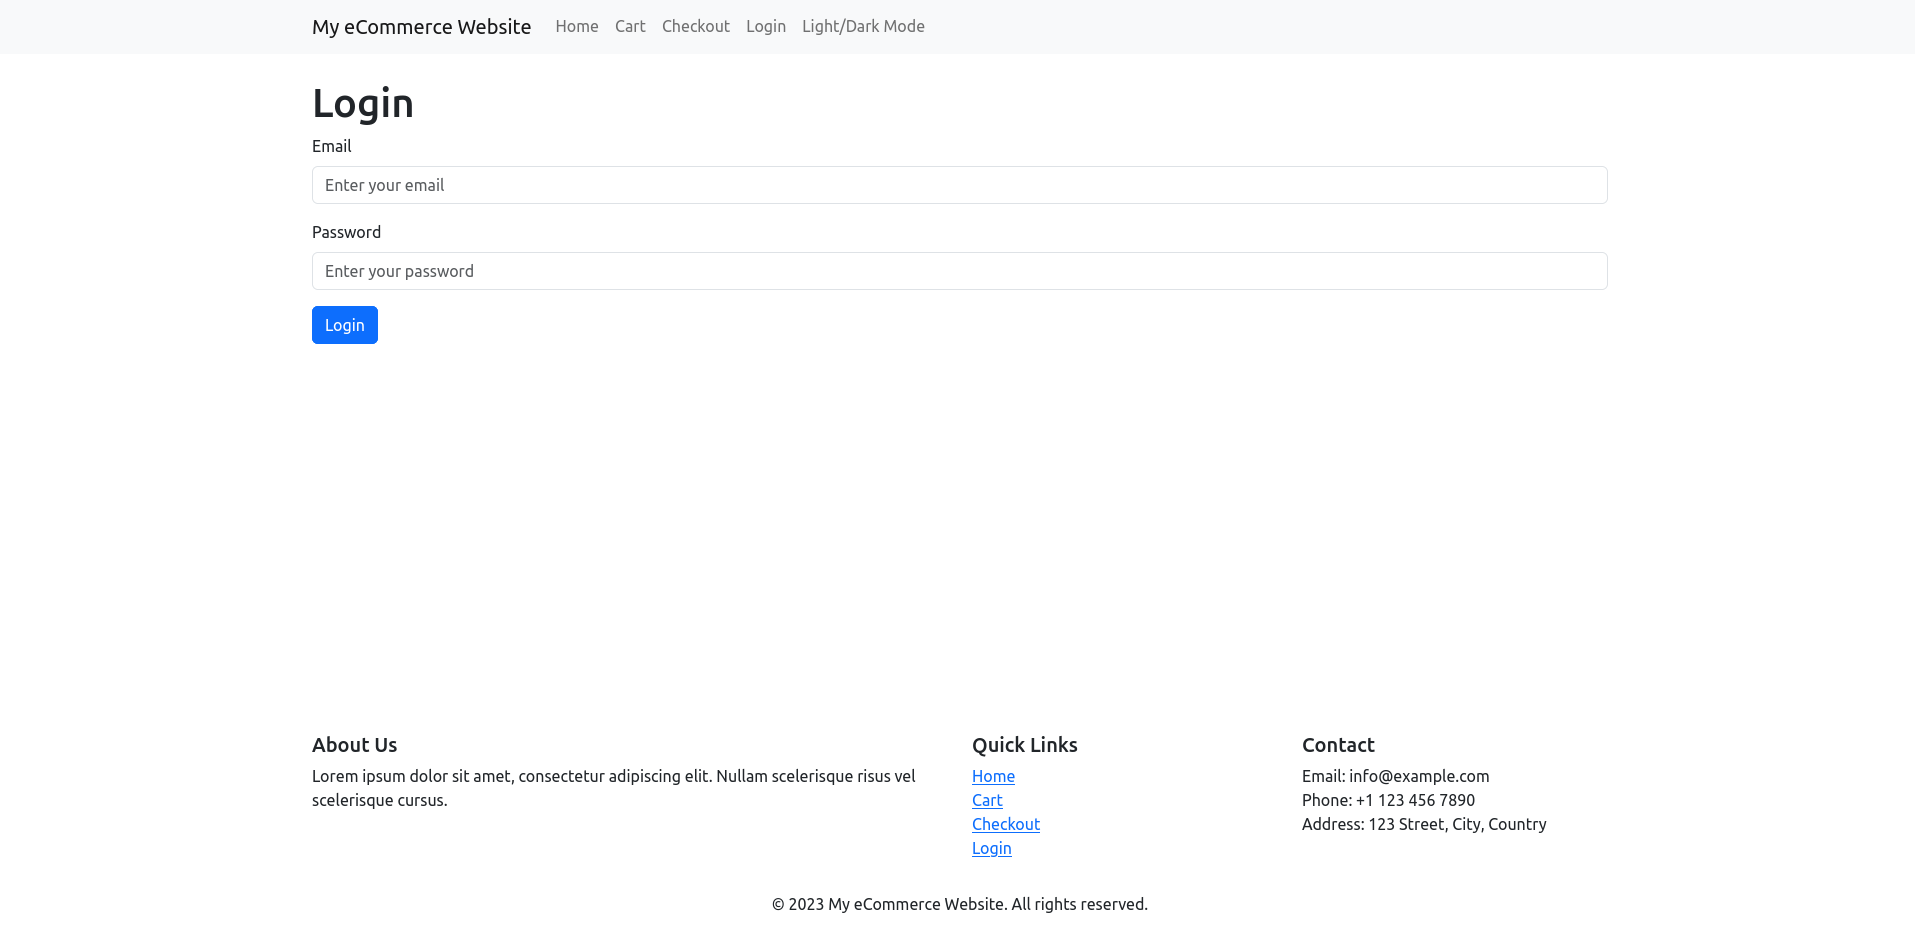 My eCommerce Website Home Cart Checkout Login Light/Dark Mode
Login
Email
Enter your email
Password
Enter your password
Login
About Us
Lorem ipsum dolor sit amet, consectetur adipiscing elit. Nullam scelerisque risus vel
scelerisque cursus.
Quick Links
Home
Cart
Checkout
Login
Contact
Email: info@example.com
Phone: +1 123 456 7890
Address: 123 Street, City, Country
© 2023 My eCommerce Website. All rights reserved.